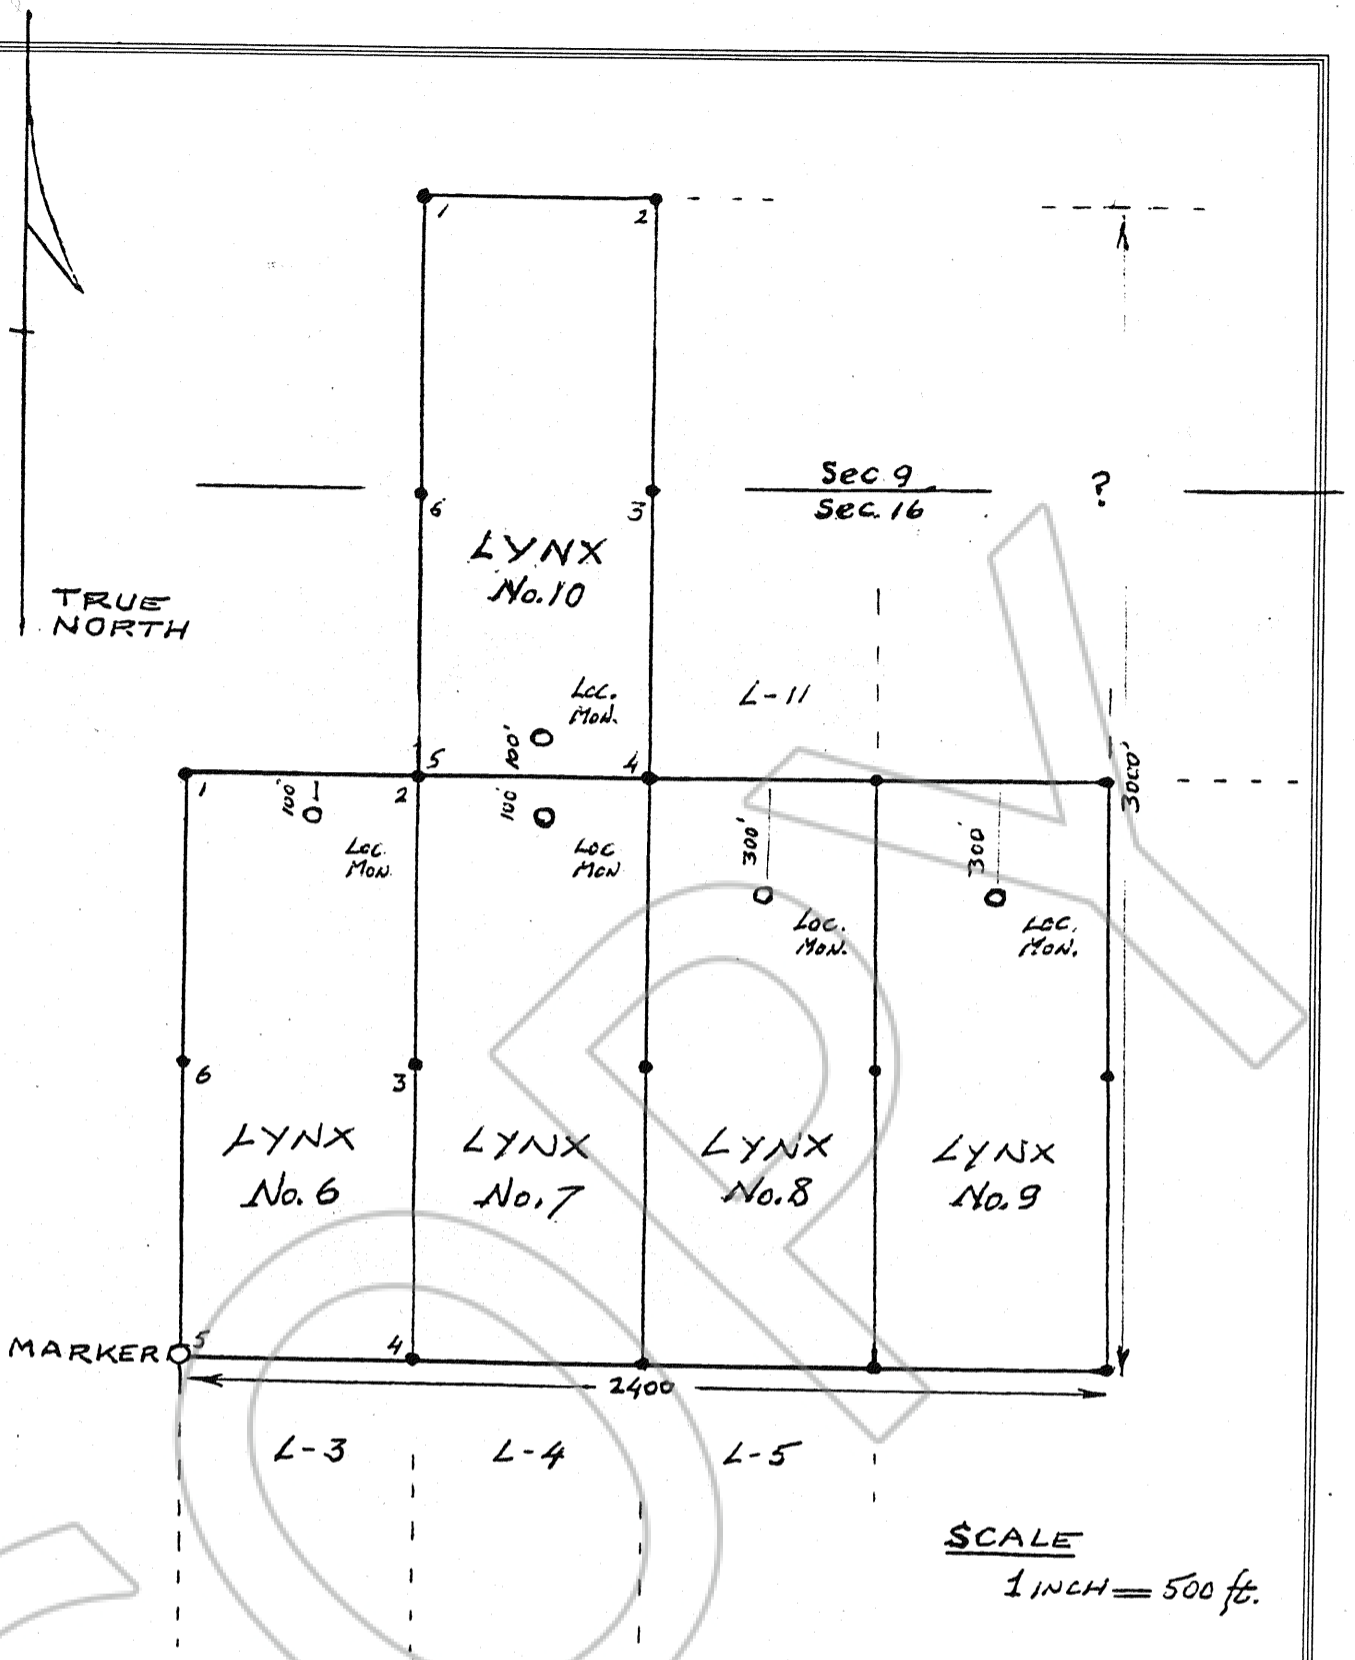 1
2
Sec. 9
Sec. 16
?
6
3
LYNX
No. 10
TRUE
NORTH
Loc.
Mon.
L-11
100'
5
4
3000'
1
2
100'
100'
Loc.
Mon.
Loc.
Mon.
300'
300'
Loc.
Mon.
Loc.
Mon.
6
3
LYNX
No. 6
LYNX
No. 7
LYNX
No. 8
LYNX
No. 9
MARKER
5
4
2400
L-3
L-4
L-5
SCALE
1 INCH = 500 ft.
COPY